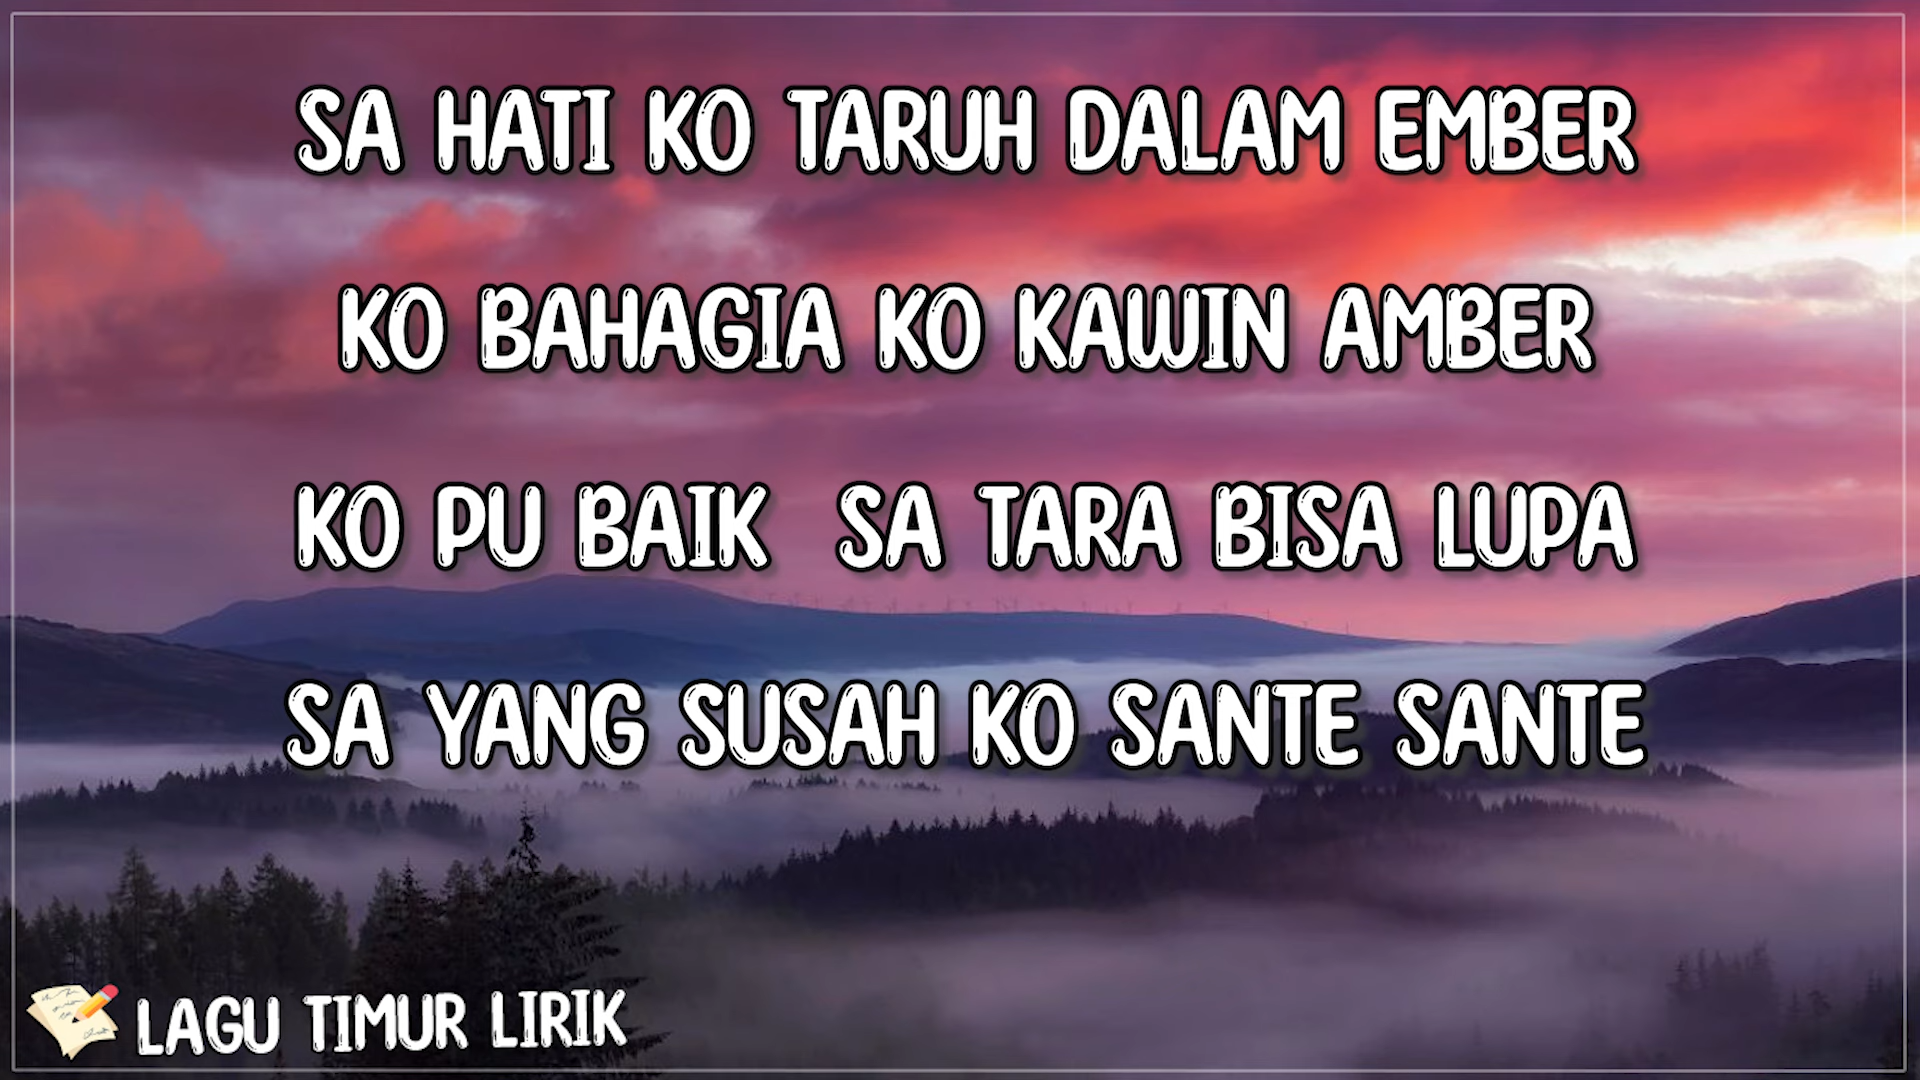 SA HATI KO TARUH DALAM EMBER
KO BAHAGIA KO KAWIN AMBER
KO PU BAIK SA TARA BISA LUPA
SA YANG SUSAH KO SANTE SANTE
LAGU TIMUR LIRIK